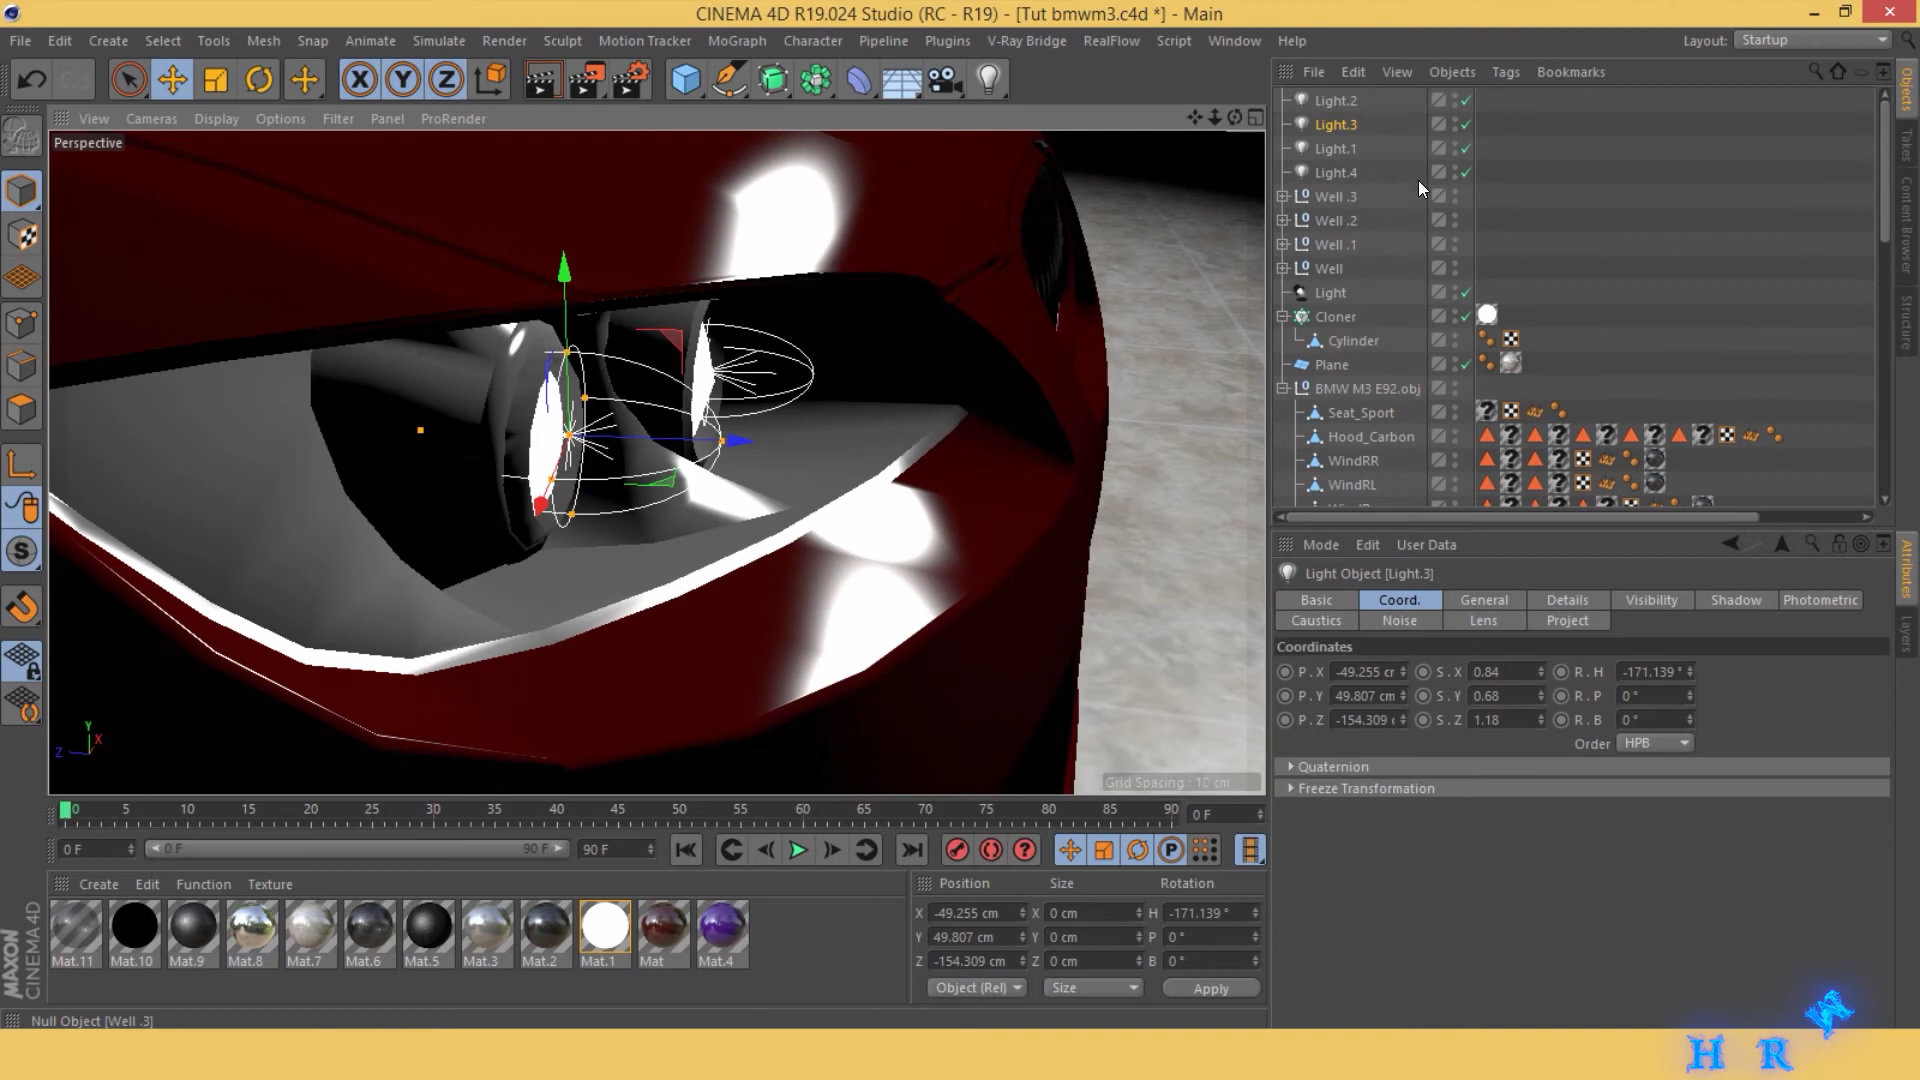 CINEMA 4D R19.024 Studio (RC - R19) - [Tut bmwm3.c4d *] - Main
File Edit Create Select Tools Mesh Snap Animate Simulate Render Sculpt Motion Tracker MoGraph Character Pipeline Plugins V-Ray Bridge RealFlow Script Window Help Layout: Startup
X Y Z
File Edit View Objects Tags Bookmarks
View Cameras Display Options Filter Panel ProRender
Perspective
Light.2
Light.3
Light.1
Light.4
Well .3
Well .2
Well .1
Well
Light
Cloner
Cylinder
Plane
BMW M3 E92.obj
Seat_Sport
Hood_Carbon
WindRR
WindRL
Objects
Takes
Content Browser
Structure
Attributes
Layers
Y X Z
Grid Spacing : 10 cm
Mode Edit User Data
Light Object [Light.3]
Basic Coord. General Details Visibility Shadow Photometric
Caustics Noise Lens Project
Coordinates
P . X -49.255 cr S . X 0.84 R . H -171.139 °
P . Y 49.807 cm S . Y 0.68 R . P 0 °
P . Z -154.309 ( S . Z 1.18 R . B 0 °
Order HPB
Quaternion
Freeze Transformation
0 5 10 15 20 25 30 35 40 45 50 55 60 65 70 75 80 85 90 0 F
0 F 0 F 90 F 90 F
Create Edit Function Texture
Mat.11 Mat.10 Mat.9 Mat.8 Mat.7 Mat.6 Mat.5 Mat.3 Mat.2 Mat.1 Mat Mat.4
Position Size Rotation
X -49.255 cm X 0 cm H -171.139 °
Y 49.807 cm Y 0 cm P 0 °
Z -154.309 cm Z 0 cm B 0 °
Object (Rel) Size Apply
MAXON
CINEMA 4D
Null Object [Well .3]
H R